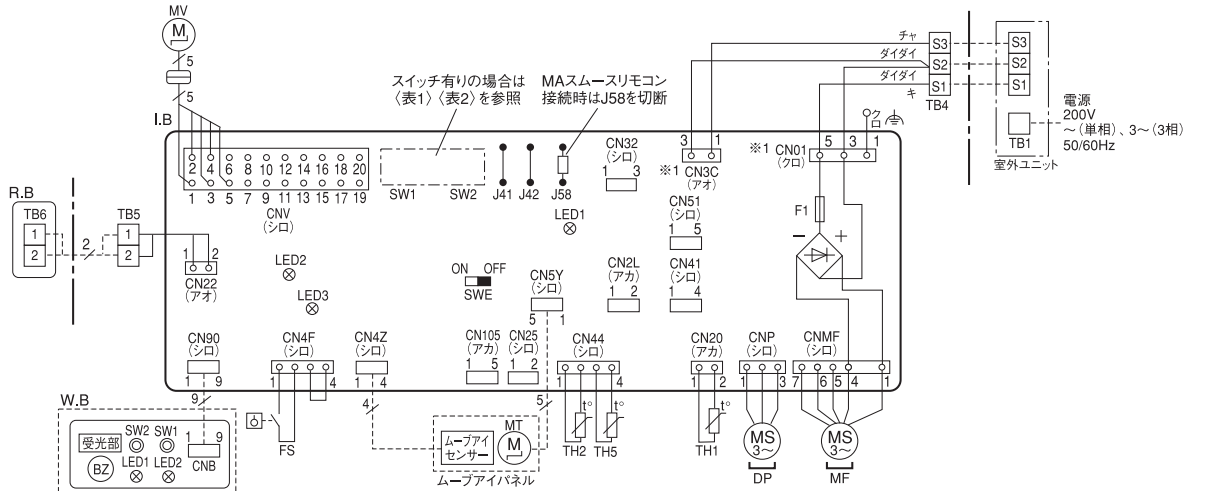 MV
M
5
5
I.B
スイッチ有りの場合は
〈表1〉〈表2〉を参照
MAスムースリモコン
接続時はJ58を切断
チャ
ダイダイ
ダイダイ
キ
S3
S2
S1
TB4
S3
S2
S1
TB1
室外ユニット
電源
200V
～(単相)、3～(3相)
50/60Hz
クロ
2 4 6 8 10 12 14 16 18 20
1 3 5 7 9 11 13 15 17 19
CNV
(シロ)
SW1 SW2
J41 J42 J58
LED1
CN32
(シロ)
1 3
3 1
※1 CN3C
(アオ)
※1 CN01
(クロ)
5 3 1
F1
− +
CN51
(シロ)
1 5
R.B
TB6
1
2
2
TB5
1
2
1 2
CN22
(アオ)
LED2
LED3
ON OFF
SWE
CN5Y
(シロ)
5 1
CN2L
(アカ)
1 2
CN41
(シロ)
1 4
CN90
(シロ)
1 9
9
CN4F
(シロ)
1 4
FS
CN4Z
(シロ)
1 4
4
CN105
(アカ)
1 5
CN25
(シロ)
1 2
5
CN44
(シロ)
1 4
t°
t°
TH2 TH5
CN20
(アカ)
1 2
t°
TH1
CNP
(シロ)
1 3
MS
3～
DP
CNMF
(シロ)
7 6 5 4 1
MS
3～
MF
W.B
受光部
SW2 SW1
BZ
LED1 LED2
1 9
CNB
ムーブアイ
センサー
MT
M
ムーブアイパネル